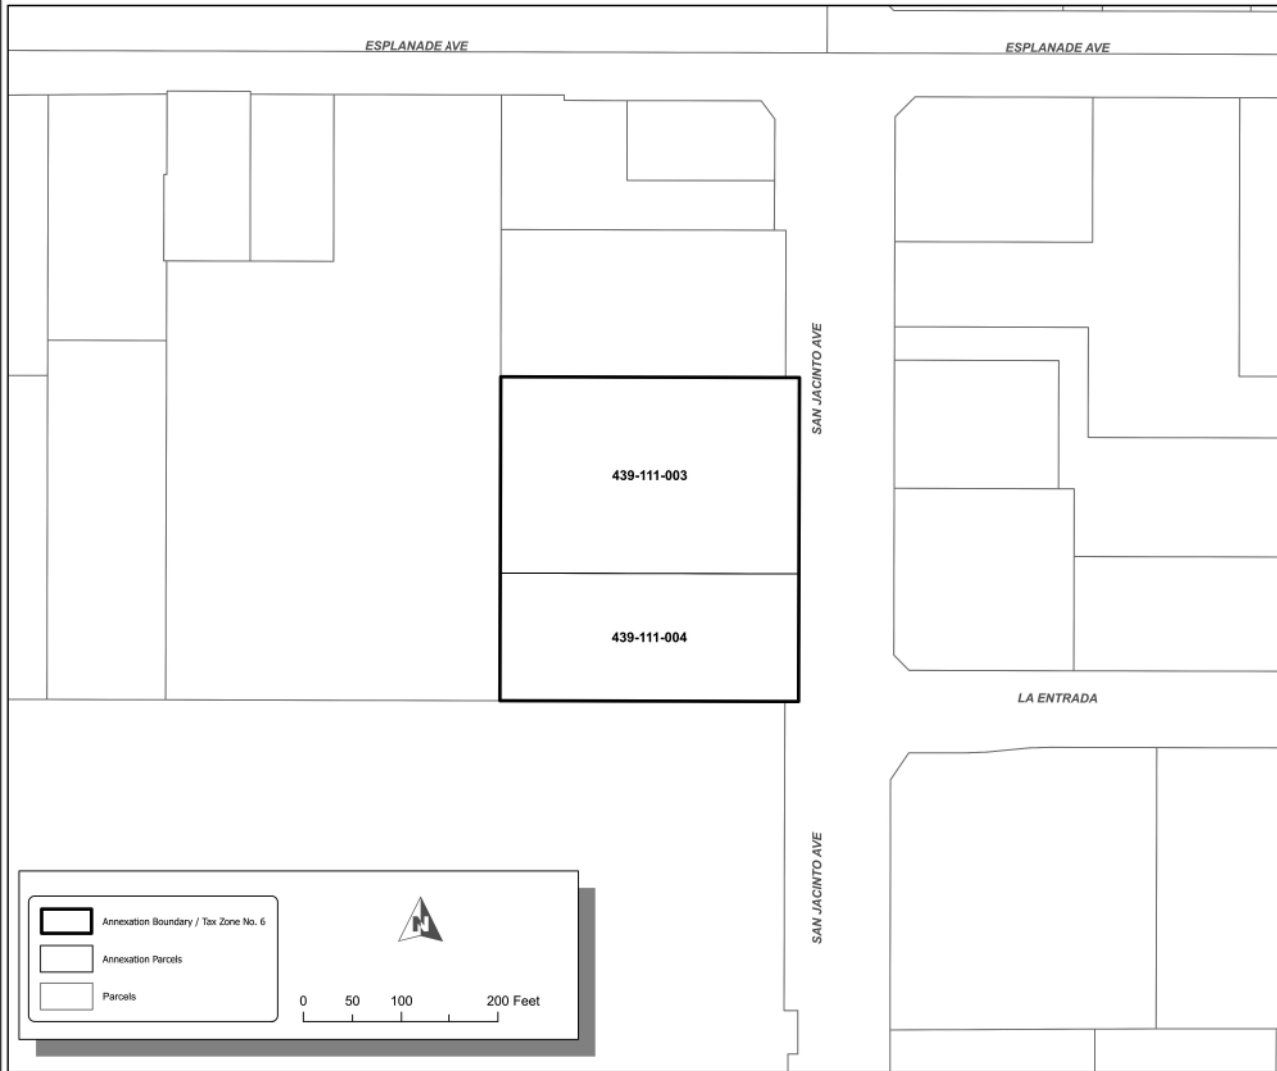 ESPLANADE AVE
ESPLANADE AVE
SAN JACINTO AVE
439-111-003
439-111-004
LA ENTRADA
SAN JACINTO AVE
Annexation Boundary / Tax Zone No. 6
Annexation Parcels
Parcels
N
0 50 100 200 Feet